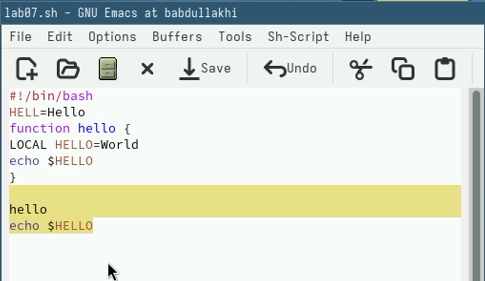 lab07.sh - GNU Emacs at babdullakhi
File Edit Options Buffers Tools Sh-Script Help
Save Undo
#!/bin/bash
HELL=Hello
function hello {
LOCAL HELLO=World
echo $HELLO
}
hello
echo $HELLO